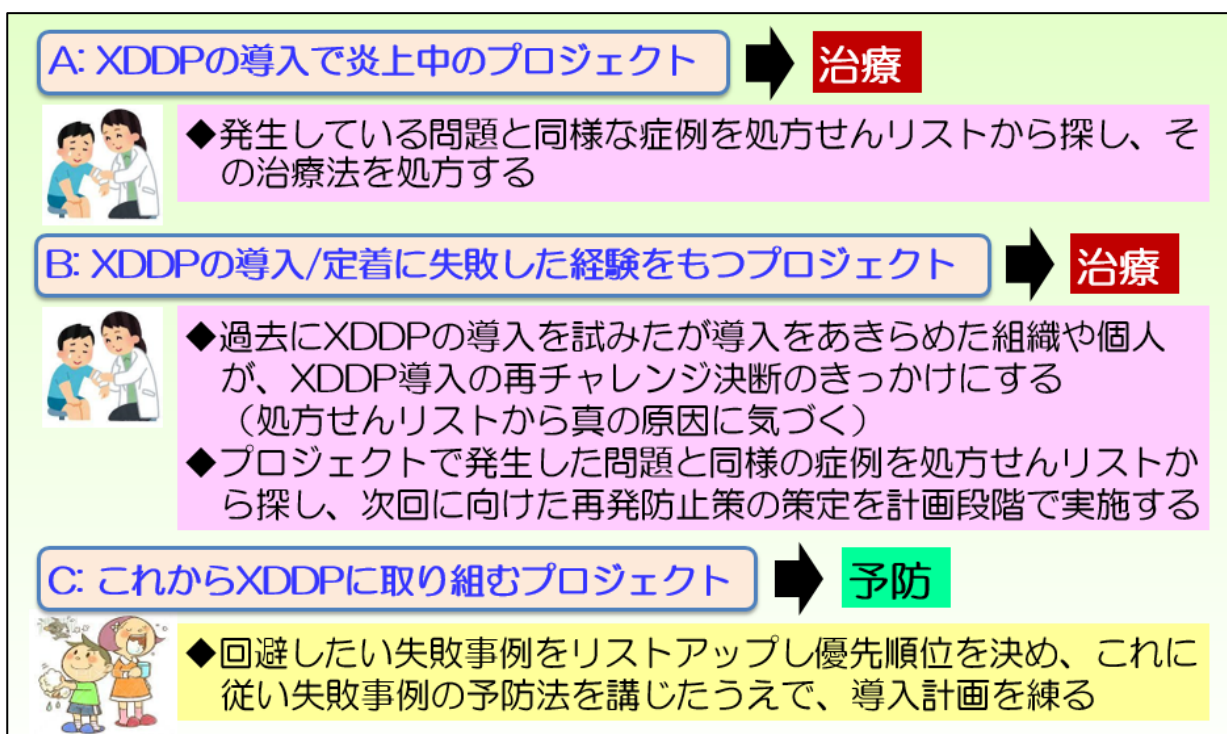 A: XDDPの導入で炎上中のプロジェクト
治療
◆発生している問題と同様な症例を処方せんリストから探し、そ
の治療法を処方する
B: XDDPの導入/定着に失敗した経験をもつプロジェクト
治療
◆過去にXDDPの導入を試みたが導入をあきらめた組織や個人
が、XDDP導入の再チャレンジ決断のきっかけにする
(処方せんリストから真の原因に気づく)
◆プロジェクトで発生した問題と同様の症例を処方せんリストか
ら探し、次回に向けた再発防止策の策定を計画段階で実施する
C: これからXDDPに取り組むプロジェクト
予防
◆回避したい失敗事例をリストアップし優先順位を決め、これに
従い失敗事例の予防法を講じたうえで、導入計画を練る